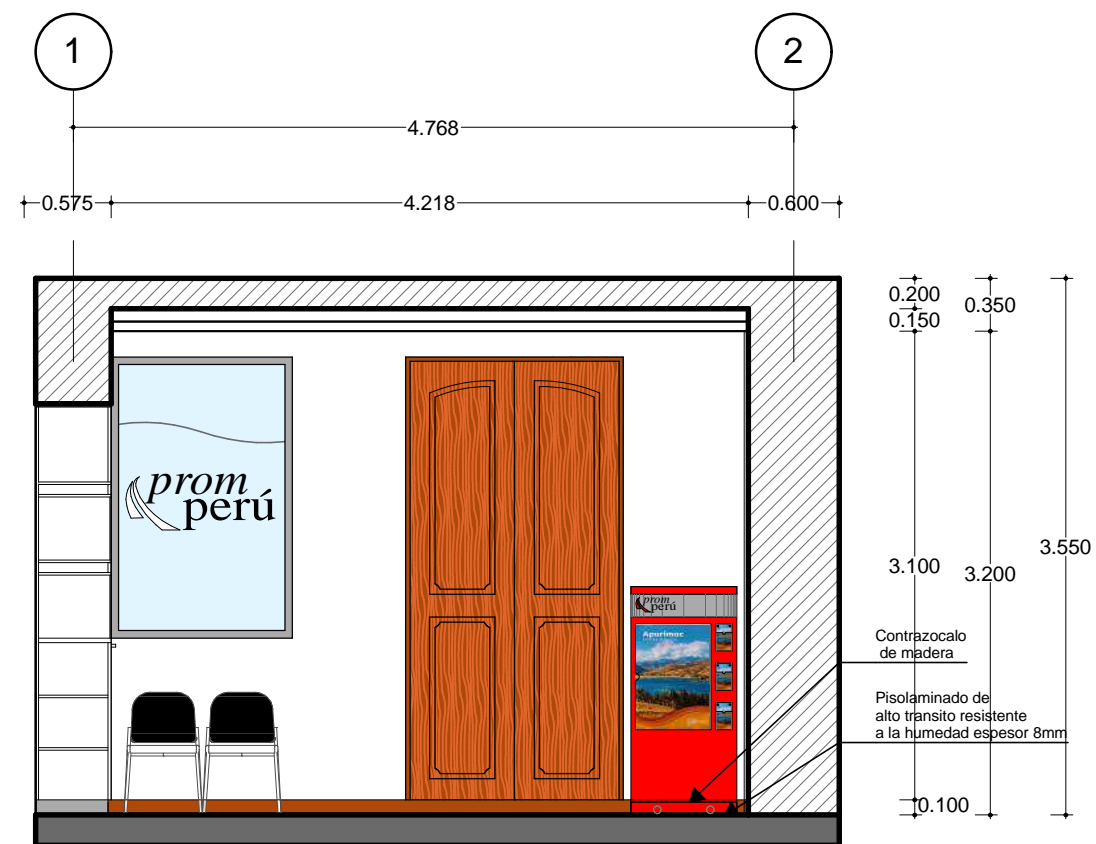 1
2
4.768
0.575
4.218
0.600
0.200
0.350
0.150
3.100
3.200
3.550
0.100
prom
perú
prom
perú
Apurimac
Contrazocalo
de madera
Pisolaminado de
alto transito resistente
a la humedad espesor 8mm